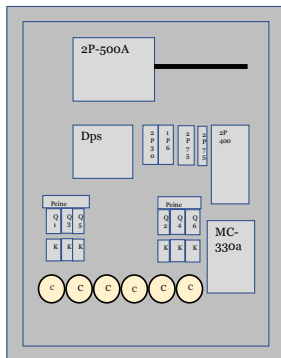 2P-500A
Dps
2P30
1P6
2P75
2P75
2P
400
Peine
Peine
Q1
Q3
Q5
Q2
Q4
Q6
K
K
K
K
K
K
MC-
330a
C
C
C
C
C
C